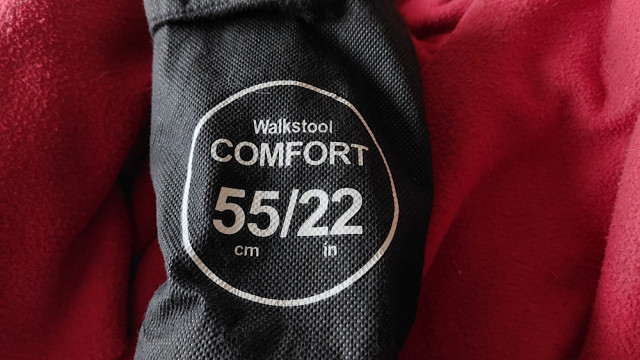 Walkstool
COMFORT
55/22
cm in